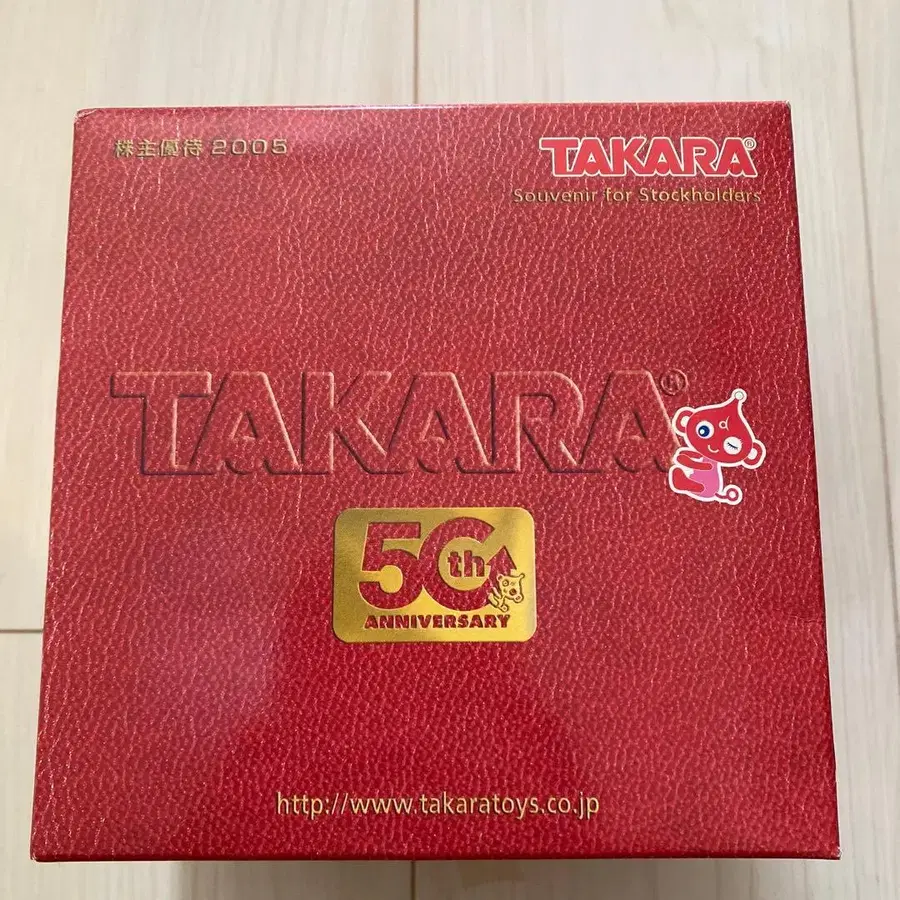 株主優待 2005
TAKARA®
Souvenir for Stockholders
TAKARA®
50th
ANNIVERSARY
http://www.takaratoys.co.jp